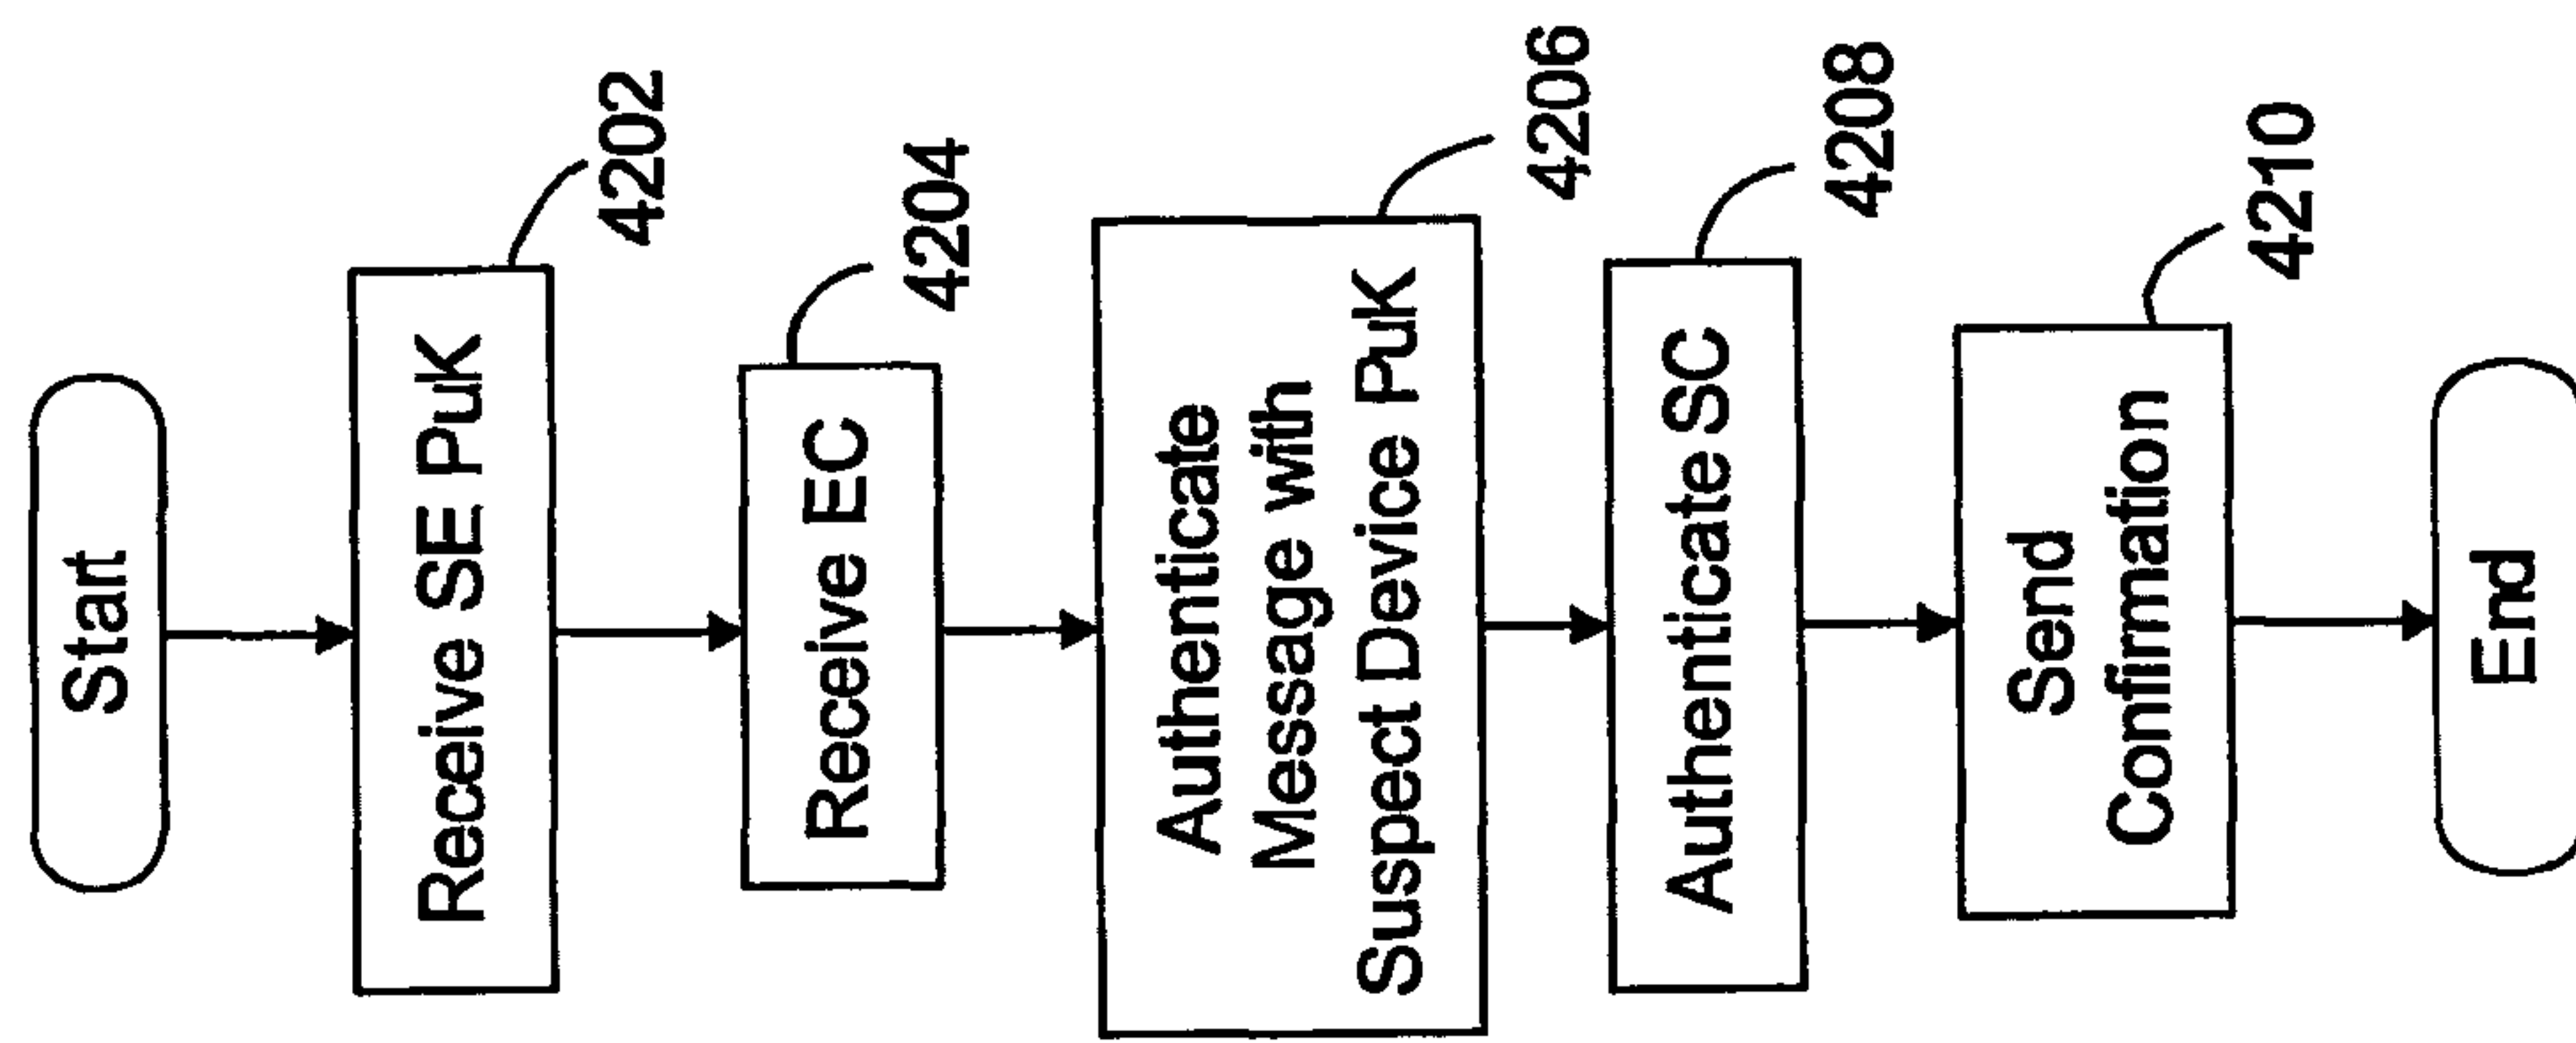 Start
Receive SE PuK
4202
Receive EC
4204
Authenticate
Message with
Suspect Device PuK
4206
Authenticate SC
4208
Send
Confirmation
4210
End